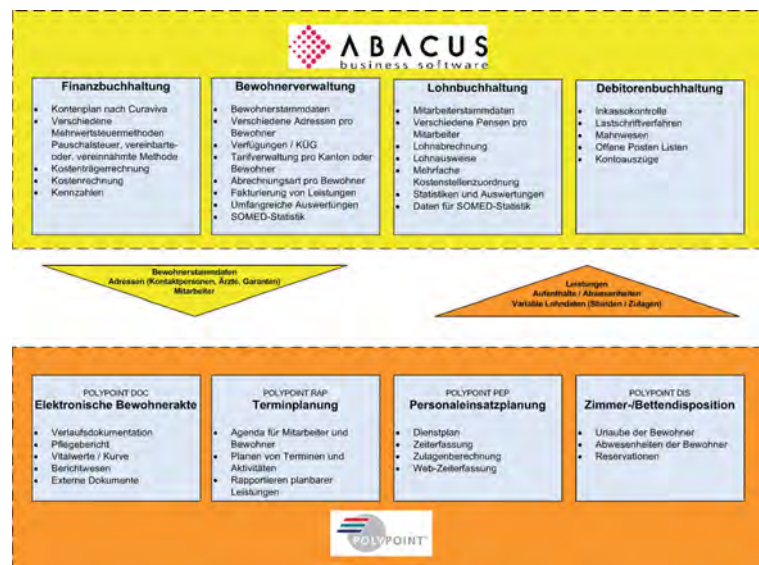 ABACUS
business software
Finanzbuchhaltung
Kontenplan nach Curaviva
Verschiedene
Mehrwertsteuermethoden
Pauschalsteuer, vereinbarte-
oder. vereinnahmte Methode
Kostenträgerrechnung
Kostenrechnung
Kennzahlen
Bewohnerverwaltung
Bewohnerstammdaten
Verschiedene Adressen pro
Bewohner
Verfügungen / KÜG
Tarifverwaltung pro Kanton oder
Bewohner
Abrechnungsart pro Bewohner
Fakturierung von Leistungen
Umfangreiche Auswertungen
SOMED-Statistik
Lohnbuchhaltung
Mitarbeiterstammdaten
Verschiedene Pensen pro
Mitarbeiter
Lohnabrechnung
Lohnausweise
Mehrfache
Kostenstellenzuordnung
Statistiken und Auswertungen
Daten für SOMED-Statistik
Debitorenbuchhaltung
Inkassokontrolle
Lastschriftverfahren
Mahnwesen
Offene Posten Listen
Kontoauszüge
Bewohnerstammdaten
Adressen (Kontaktpersonen, Ärzte, Garanten)
Mitarbeiter
Leistungen
Aufenthalte / Abwesenheiten
Variable Lohndaten (Stunden / Zulagen)
POLYPOINT DOC
Elektronische Bewohnerakte
Verlaufsdokumentation
Pflegebericht
Vitalwerte / Kurve
Berichtwesen
Externe Dokumente
POLYPOINT RAP
Terminplanung
Agenda für Mitarbeiter und
Bewohner
Planen von Terminen und
Aktivitäten
Rapportieren planbarer
Leistungen
POLYPOINT PEP
Personaleinsatzplanung
Dienstplan
Zeiterfassung
Zulagenberechnung
Web-Zeiterfassung
POLYPOINT DIS
Zimmer-/Bettendisposition
Urlaube der Bewohner
Abwesenheiten der Bewohner
Reservationen
POLYPOINT